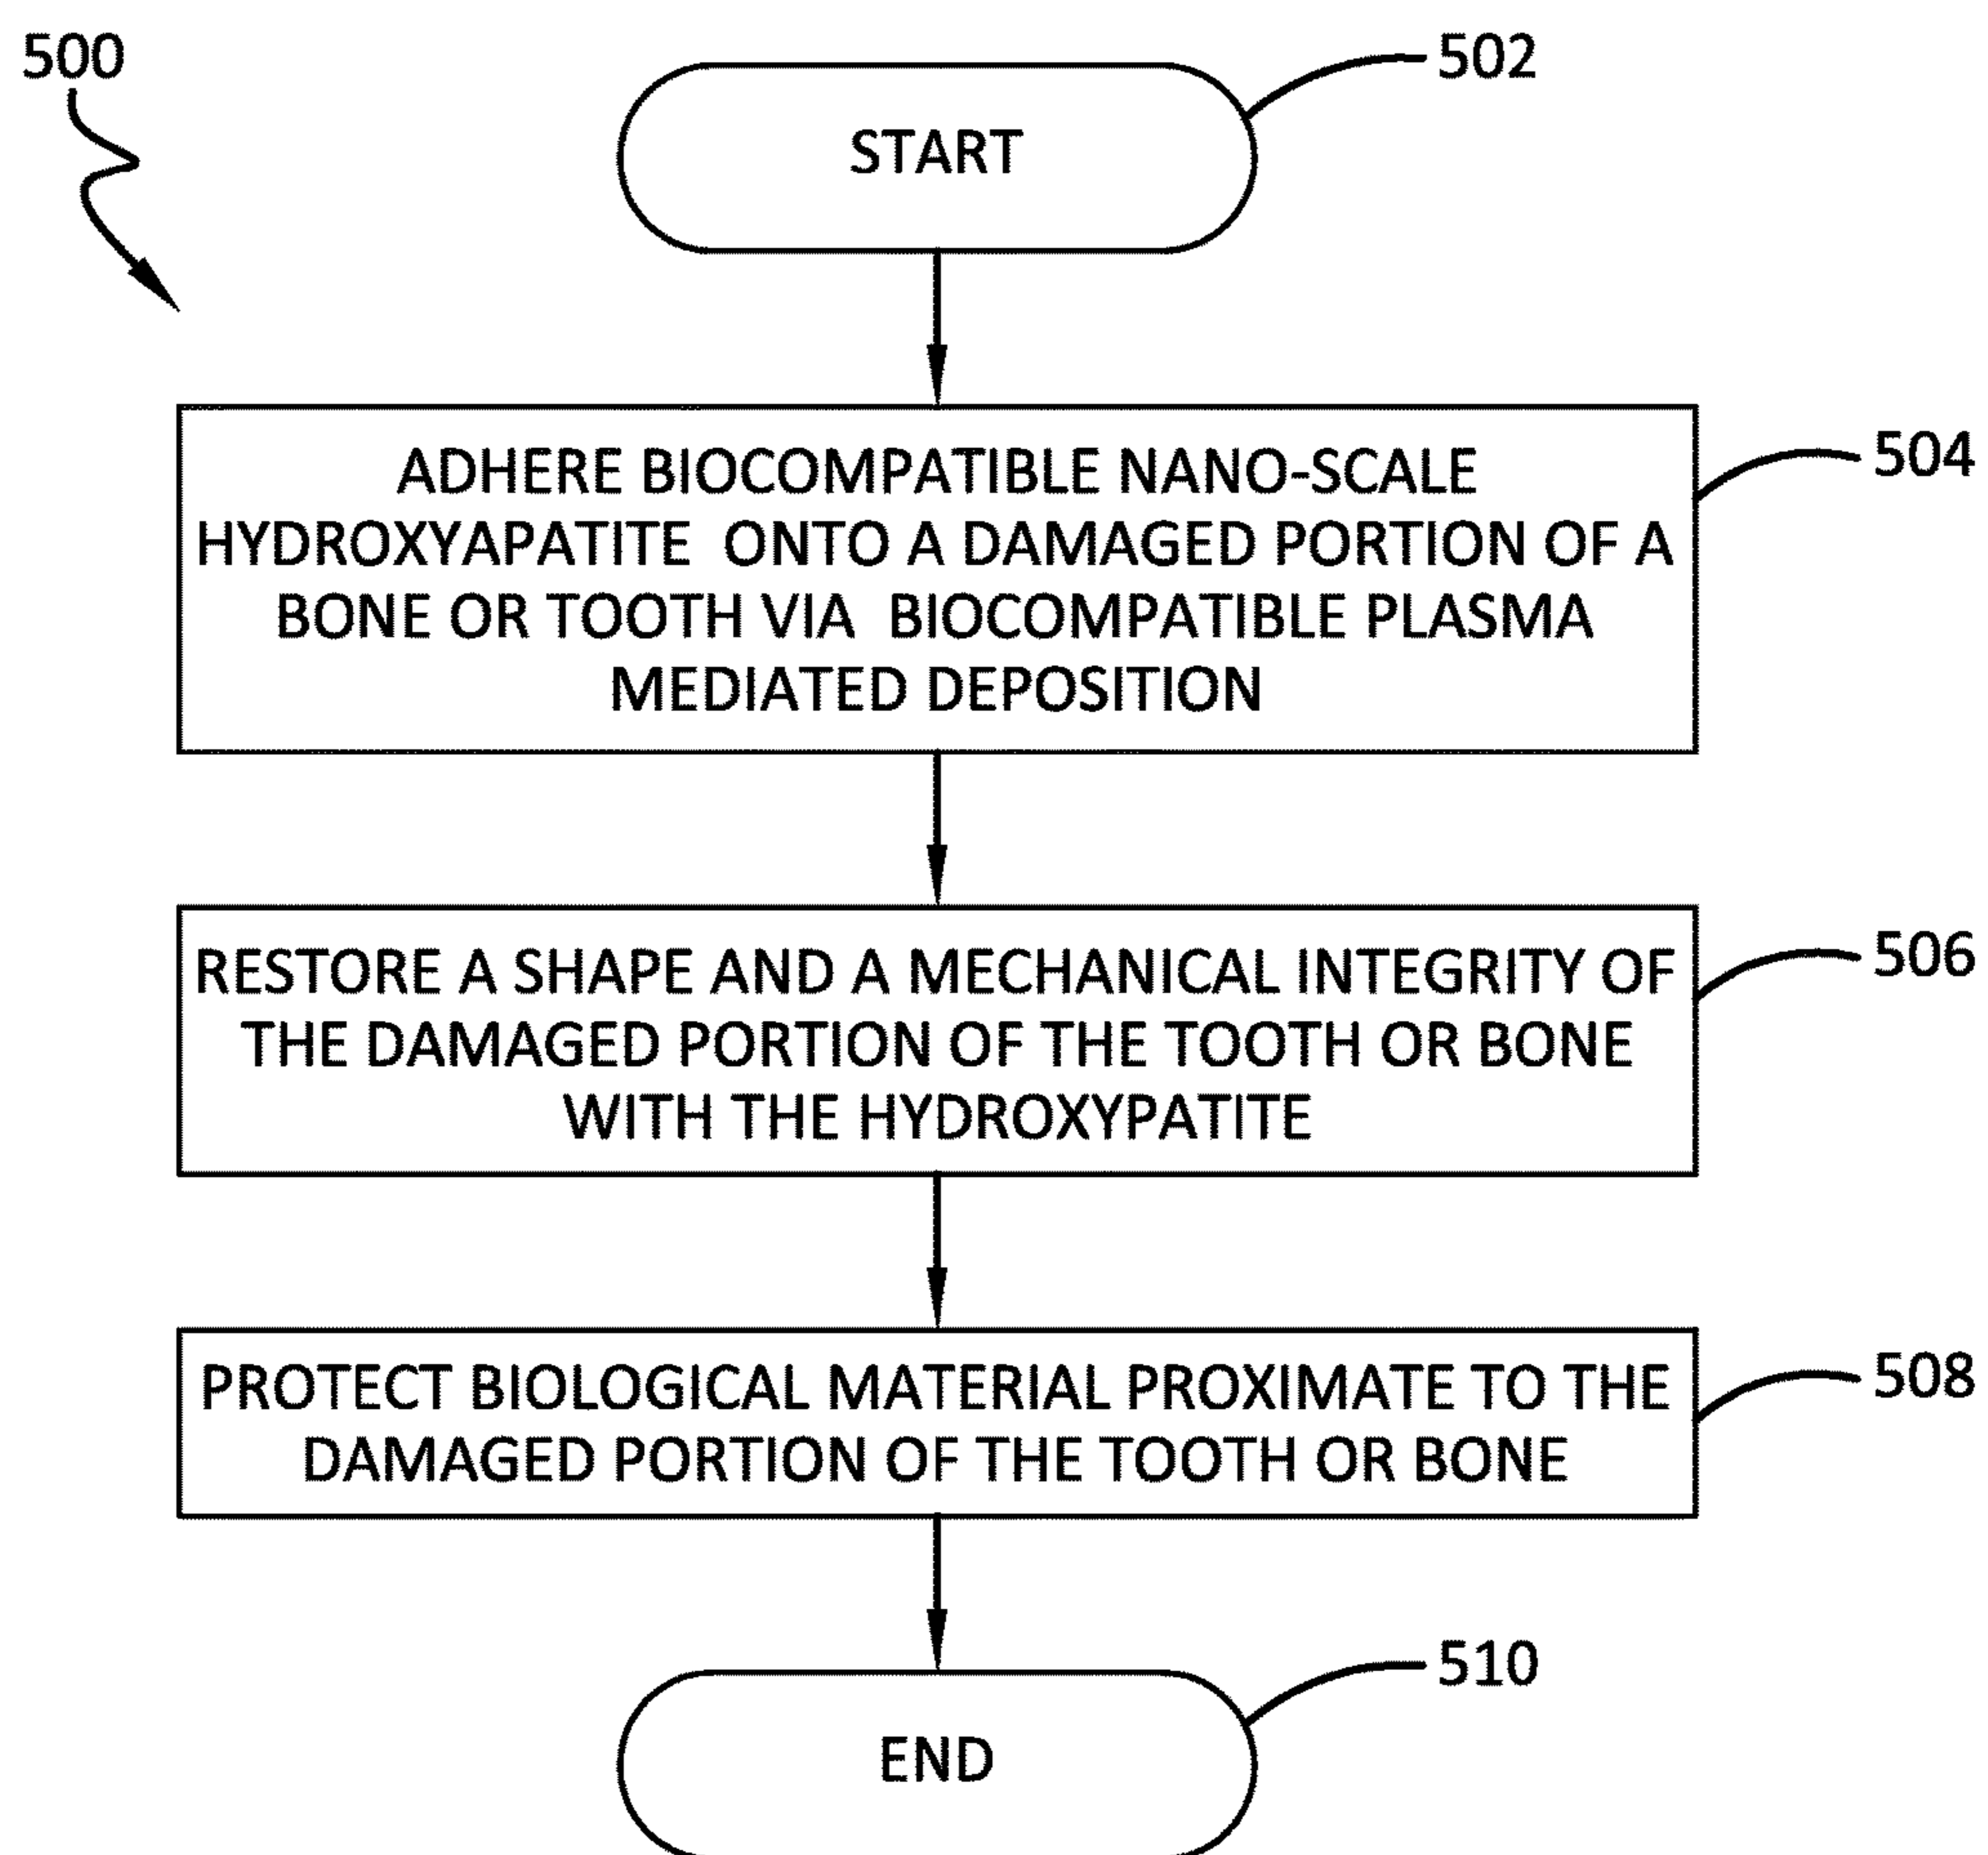 500
502
START
504
ADHERE BIOCOMPATIBLE NANO-SCALE
HYDROXYAPATITE ONTO A DAMAGED PORTION OF A
BONE OR TOOTH VIA BIOCOMPATIBLE PLASMA
MEDIATED DEPOSITION
506
RESTORE A SHAPE AND A MECHANICAL INTEGRITY OF
THE DAMAGED PORTION OF THE TOOTH OR BONE
WITH THE HYDROXYPATITE
508
PROTECT BIOLOGICAL MATERIAL PROXIMATE TO THE
DAMAGED PORTION OF THE TOOTH OR BONE
510
END